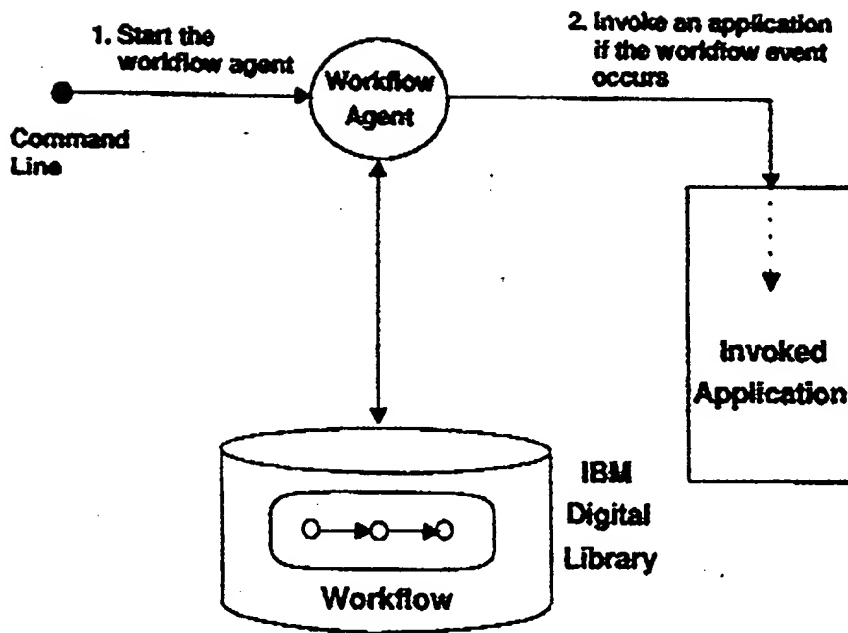 1. Start the
workflow agent
2. Invoke an application
if the workflow event
occurs
Workflow
Agent
Command
Line
Invoked
Application
IBM
Digital
Library
Workflow